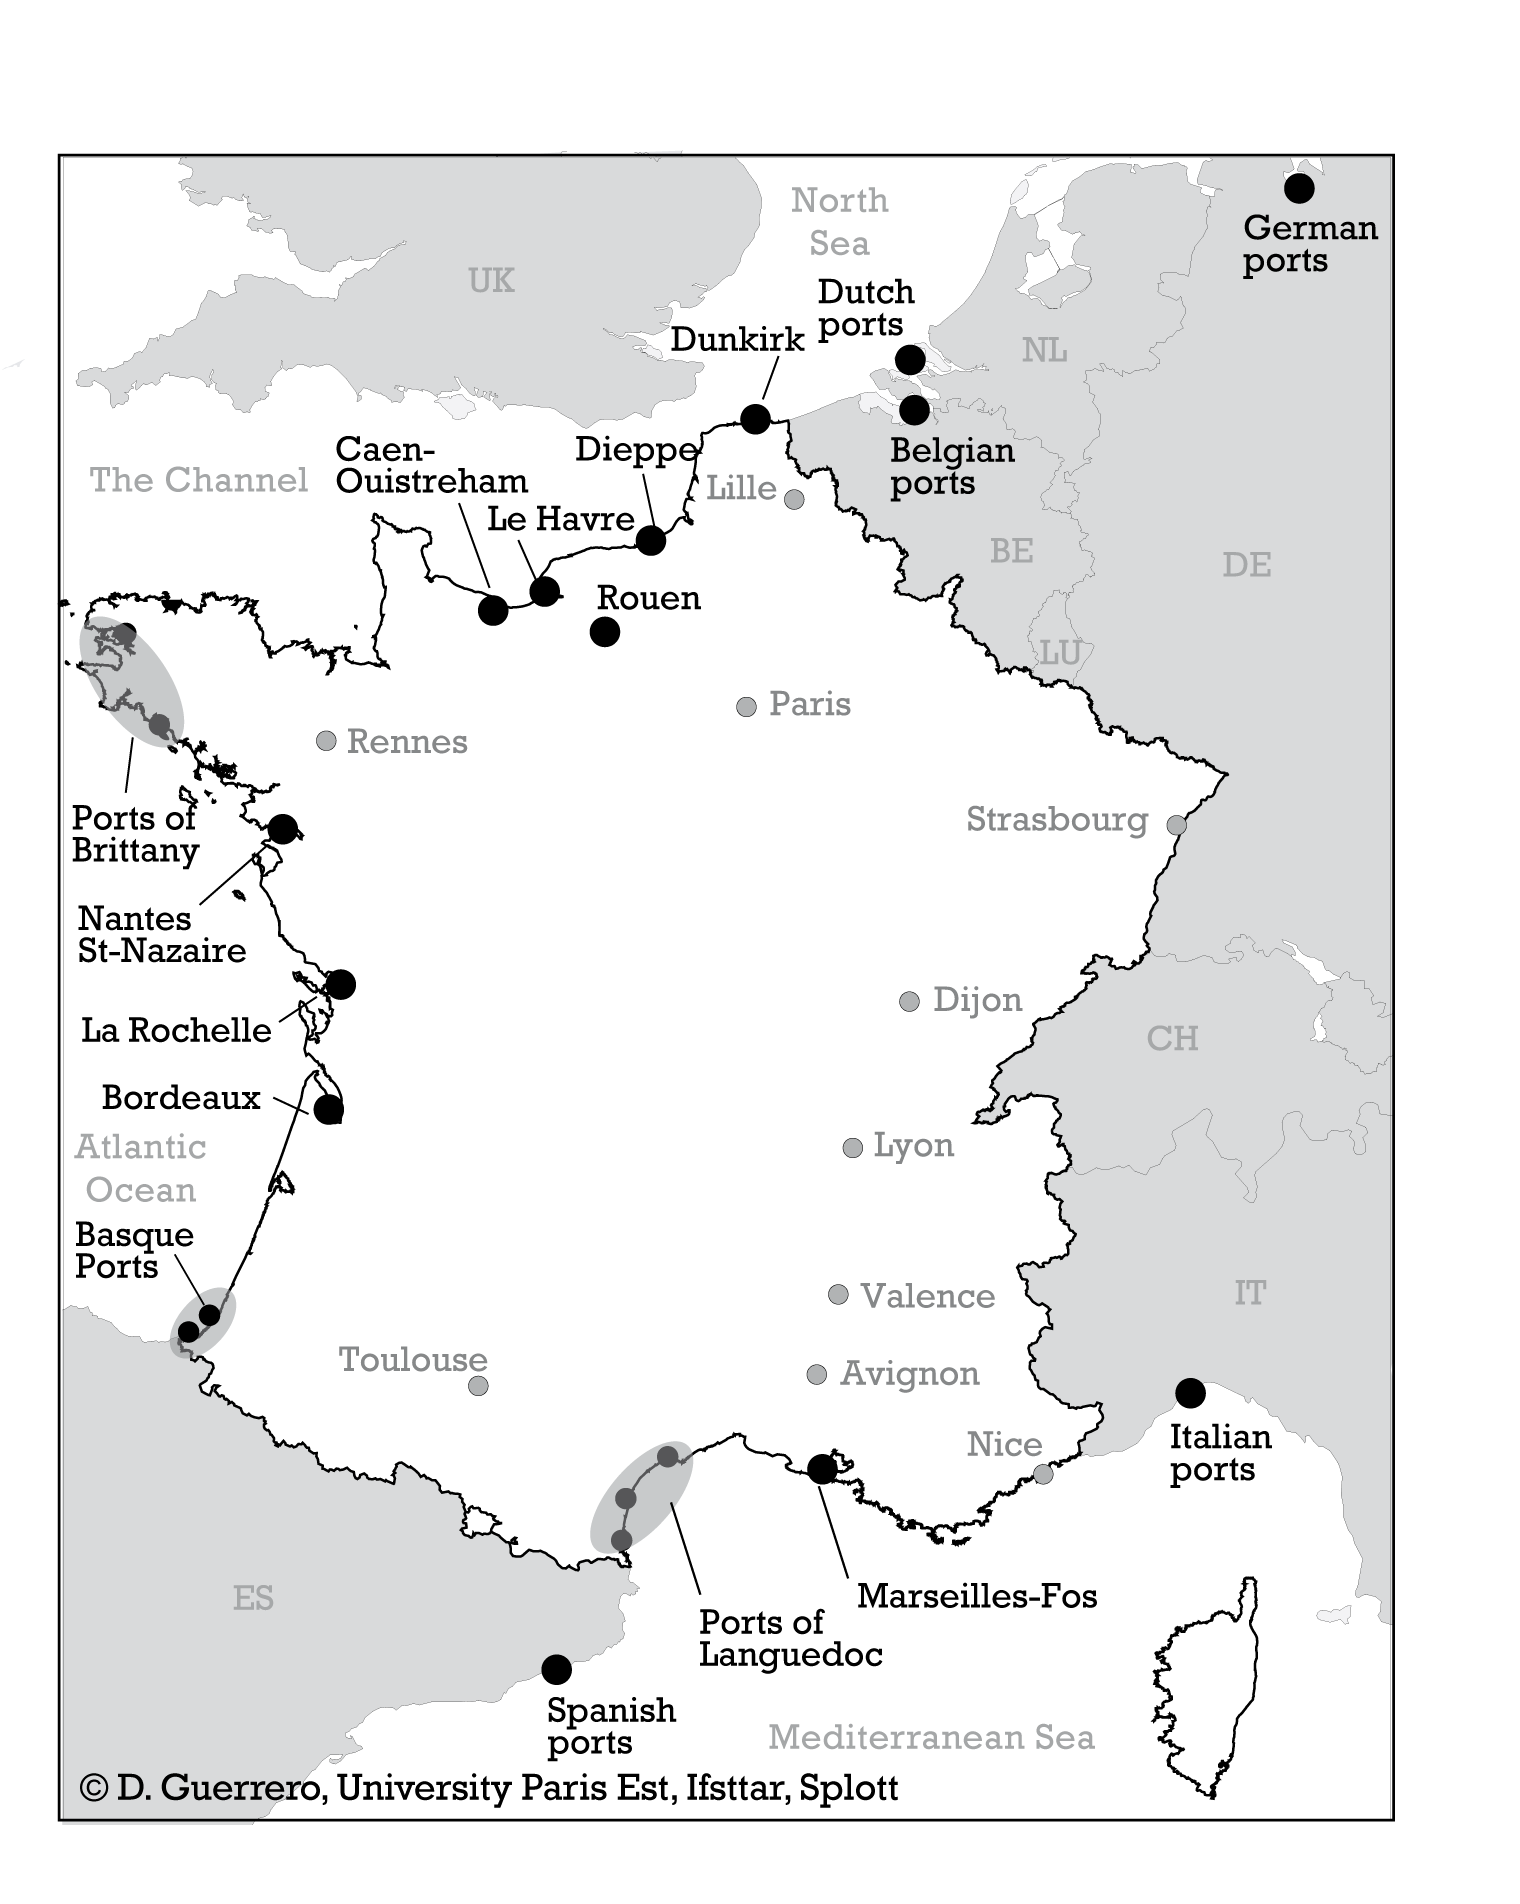 North
Sea
German
ports
UK
Dutch
ports
Dunkirk
NL
Caen-
Ouistreham
Dieppe
Belgian
ports
The Channel
Lille
Le Havre
BE
DE
Rouen
LU
Paris
Rennes
Ports of
Brittany
Strasbourg
Nantes
St-Nazaire
Dijon
La Rochelle
CH
Bordeaux
Atlantic
Ocean
Lyon
Basque
Ports
Valence
IT
Toulouse
Avignon
Nice
Italian
ports
ES
Marseilles-Fos
Ports of
Languedoc
Spanish
ports
Mediterranean Sea
© D. Guerrero, University Paris Est, Ifsttar, Splott